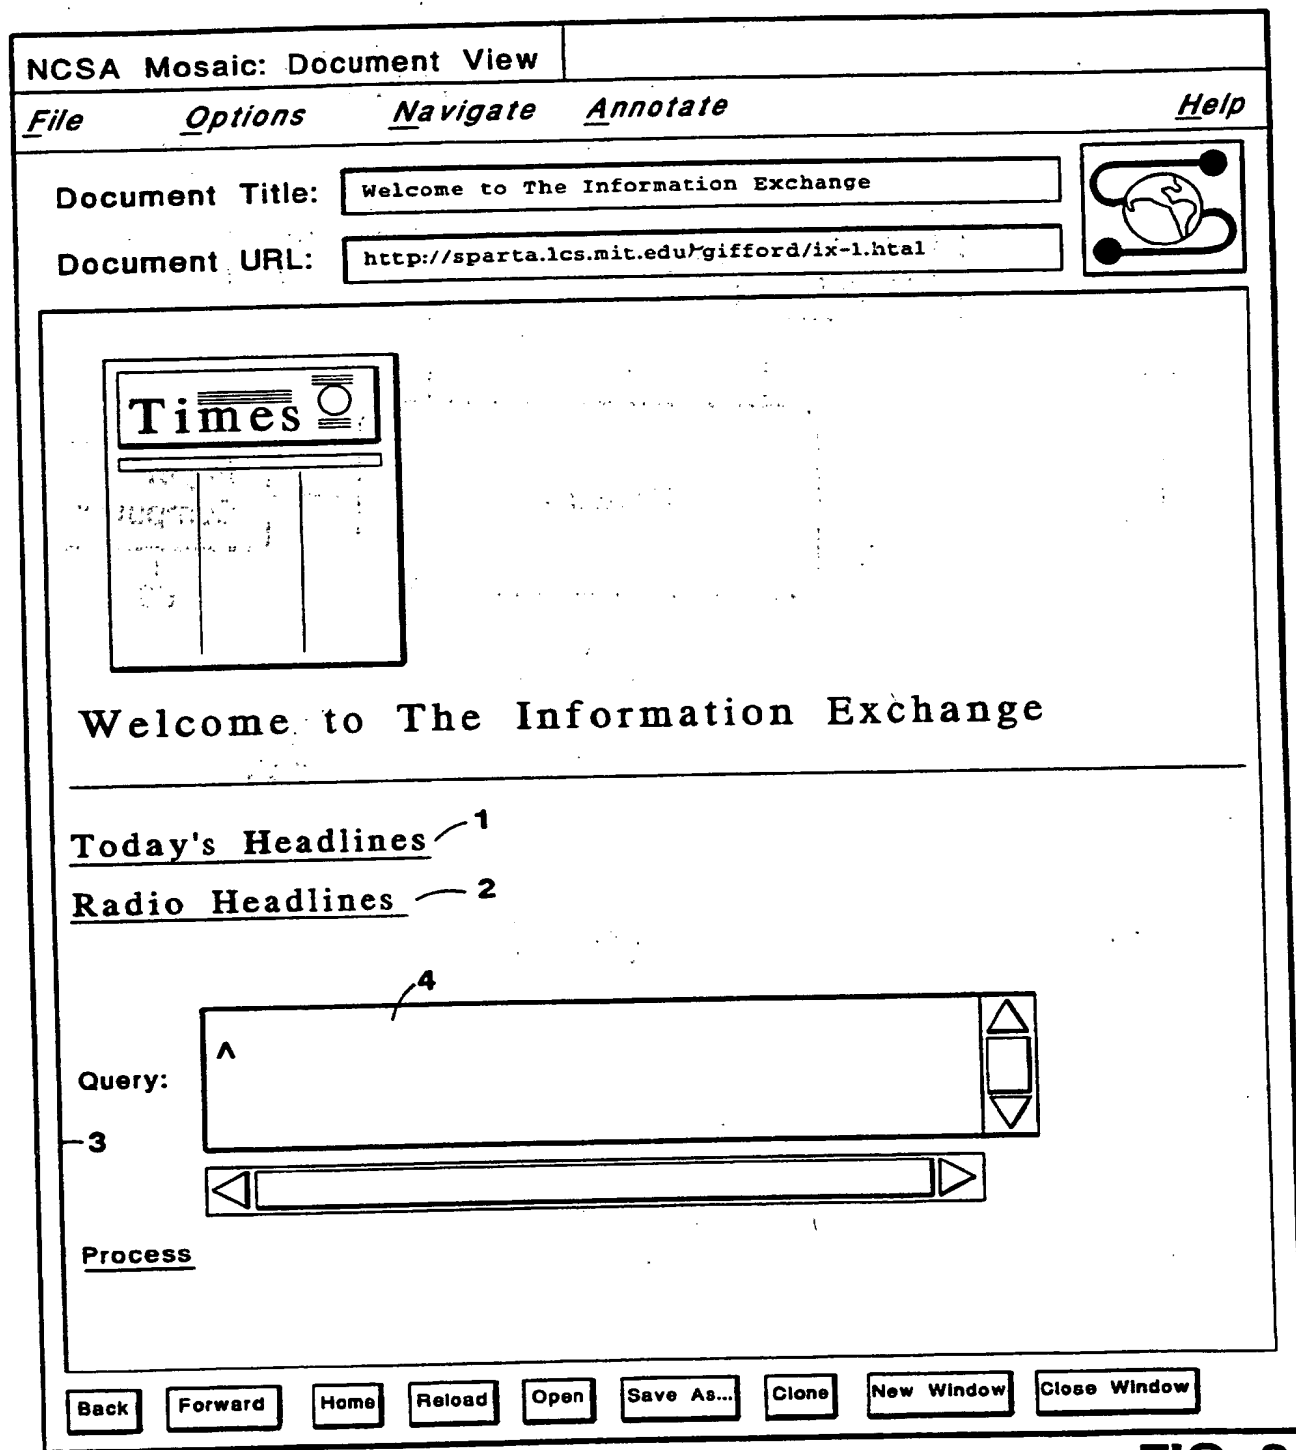 NCSA Mosaic: Document View
File Options Navigate Annotate Help
Document Title: Welcome to The Information Exchange
Document URL: http://sparta.lcs.mit.edu/gifford/ix-1.htal
Times
Welcome to The Information Exchange
Today's Headlines 1
Radio Headlines 2
4
^
Query:
3
Process
Back Forward Home Reload Open Save As... Clone New Window Close Window